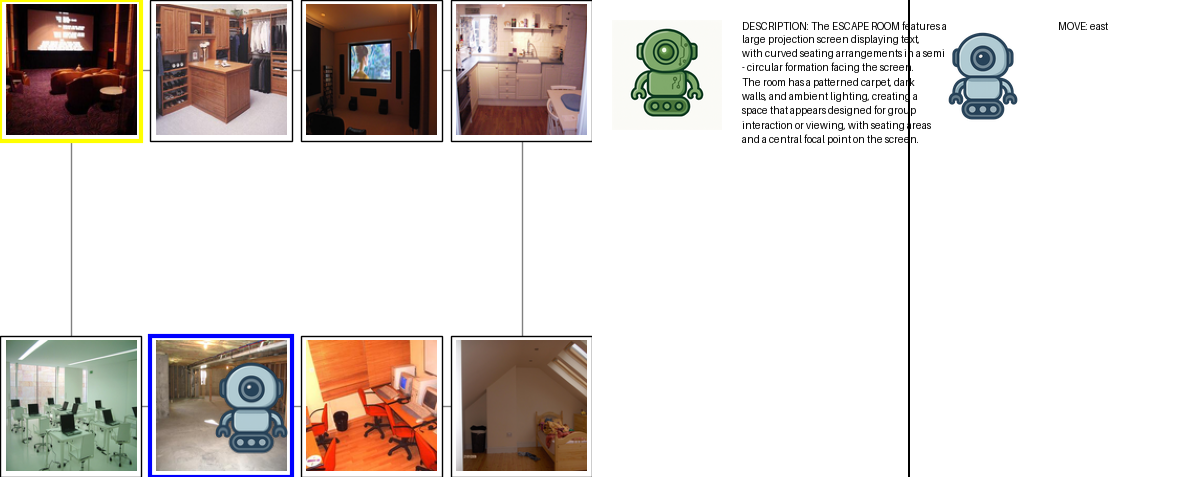 DESCRIPTION: The ESCAPE ROOM features a
large projection screen displaying text,
with curved seating arrangements in a semi
- circular formation facing the screen.
The room has a patterned carpet, dark
walls, and ambient lighting, creating a
space that appears designed for group
interaction or viewing, with seating areas
and a central focal point on the screen.
MOVE: east